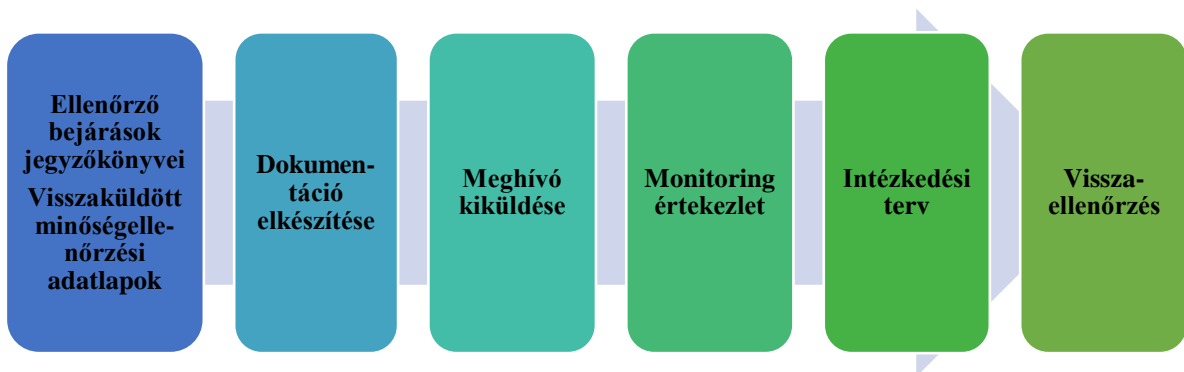 Ellenőrző
bejárások
jegyzőkönyvei
Visszaküldött
minőségelle-
nőrzési
adatlapok
Dokumen-
táció
elkészítése
Meghívó
kiküldése
Monitoring
értekezlet
Intézkedési
terv
Vissza-
ellenőrzés